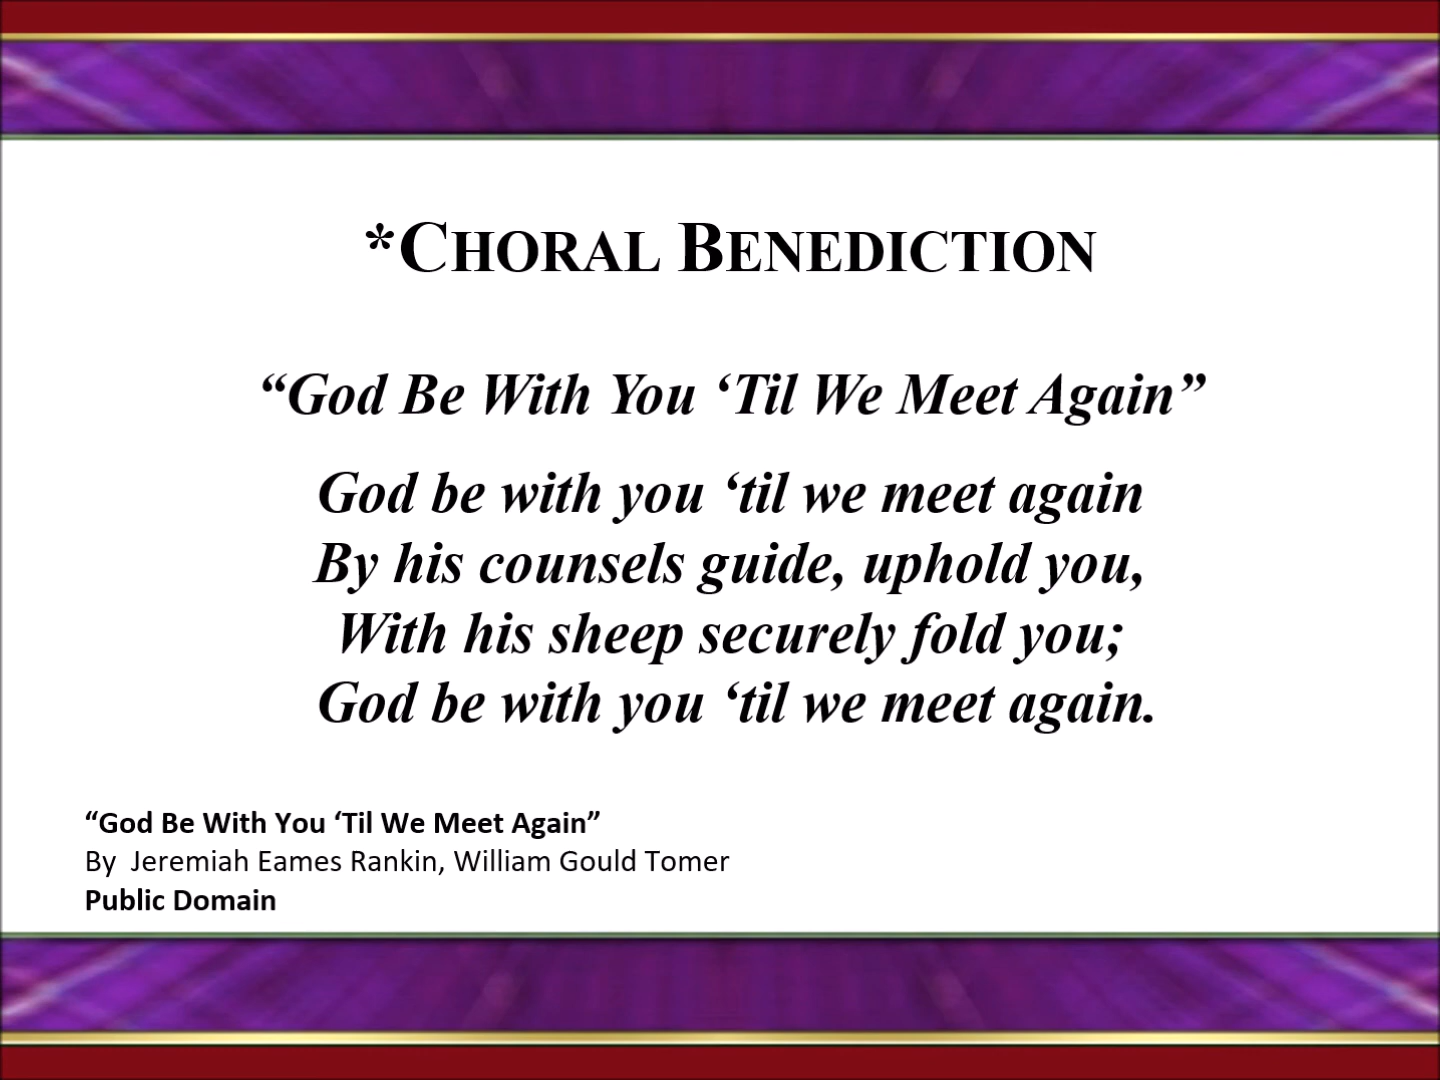 *Choral Benediction
“God Be With You ‘Til We Meet Again”
God be with you ‘til we meet again
By his counsels guide, uphold you,
With his sheep securely fold you;
God be with you ‘til we meet again.
“God Be With You ‘Til We Meet Again”
By  Jeremiah Eames Rankin, William Gould Tomer
Public Domain